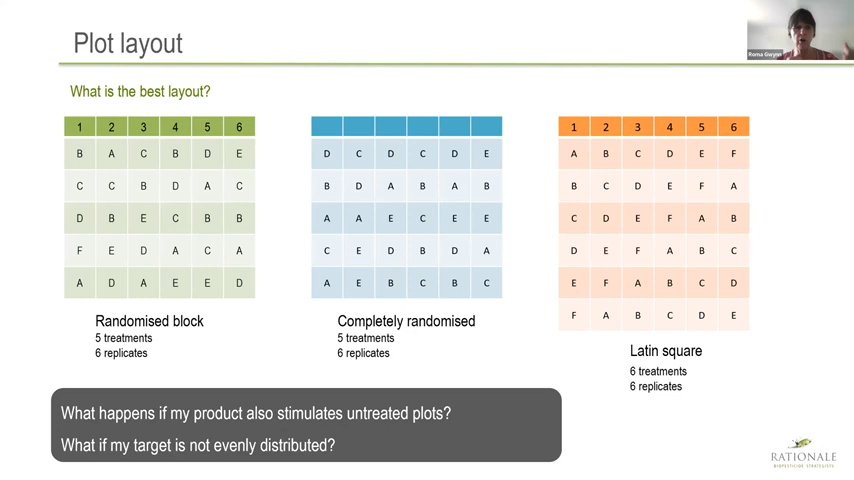 Plot layout
Roma Gwynn
What is the best layout?
1 2 3 4 5 6
B A C B D E
C C B D A C
D B E C B B
F E D A C A
A D A E E D
Randomised block
5 treatments
6 replicates
D C D C D E
B D A B A B
A A E C E E
C E D B D A
A E B C B C
Completely randomised
5 treatments
6 replicates
1 2 3 4 5 6
A B C D E F
B C D E F A
C D E F A B
D E F A B C
E F A B C D
F A B C D E
Latin square
6 treatments
6 replicates
What happens if my product also stimulates untreated plots?
What if my target is not evenly distributed?
RATIONALE
BIOPESTICIDE STRATEGISTS